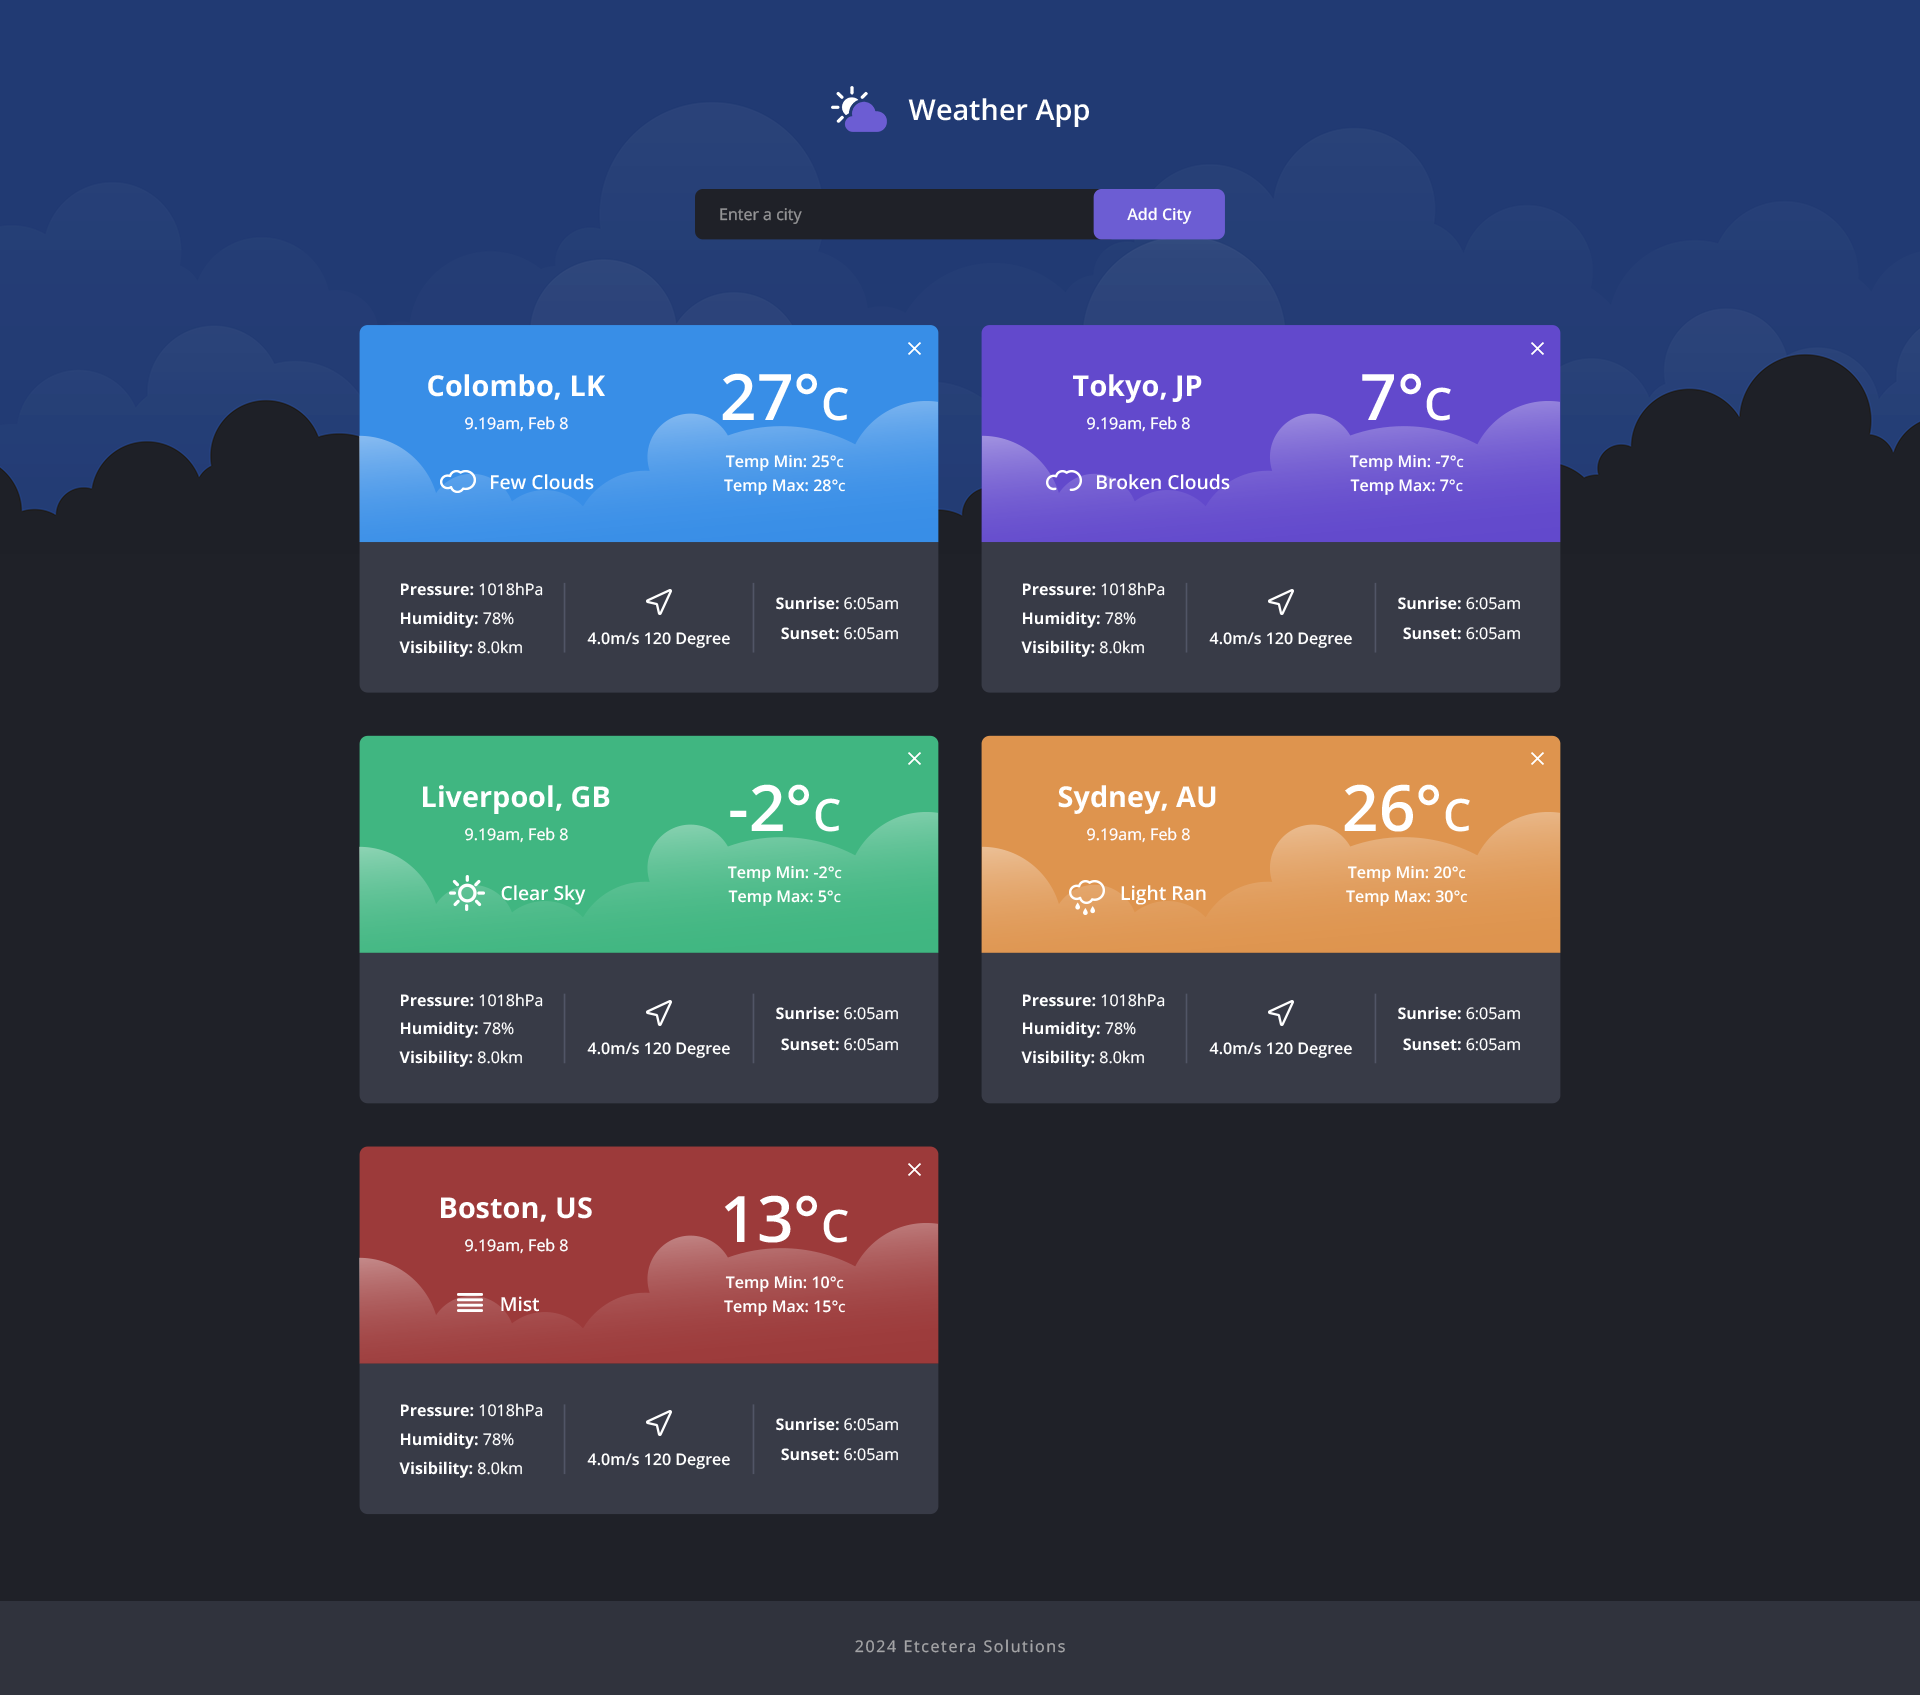 Weather App
Enter a city
Add City
Colombo, LK
9.19am, Feb 8
Few Clouds
27°c
Temp Min: 25°c
Temp Max: 28°c
Pressure: 1018hPa
Humidity: 78%
Visibility: 8.0km
4.0m/s 120 Degree
Sunrise: 6:05am
Sunset: 6:05am
Tokyo, JP
9.19am, Feb 8
Broken Clouds
7°c
Temp Min: -7°c
Temp Max: 7°c
Pressure: 1018hPa
Humidity: 78%
Visibility: 8.0km
4.0m/s 120 Degree
Sunrise: 6:05am
Sunset: 6:05am
Liverpool, GB
9.19am, Feb 8
Clear Sky
-2°c
Temp Min: -2°c
Temp Max: 5°c
Pressure: 1018hPa
Humidity: 78%
Visibility: 8.0km
4.0m/s 120 Degree
Sunrise: 6:05am
Sunset: 6:05am
Sydney, AU
9.19am, Feb 8
Light Ran
26°c
Temp Min: 20°c
Temp Max: 30°c
Pressure: 1018hPa
Humidity: 78%
Visibility: 8.0km
4.0m/s 120 Degree
Sunrise: 6:05am
Sunset: 6:05am
Boston, US
9.19am, Feb 8
Mist
13°c
Temp Min: 10°c
Temp Max: 15°c
Pressure: 1018hPa
Humidity: 78%
Visibility: 8.0km
4.0m/s 120 Degree
Sunrise: 6:05am
Sunset: 6:05am
2024 Etcetera Solutions